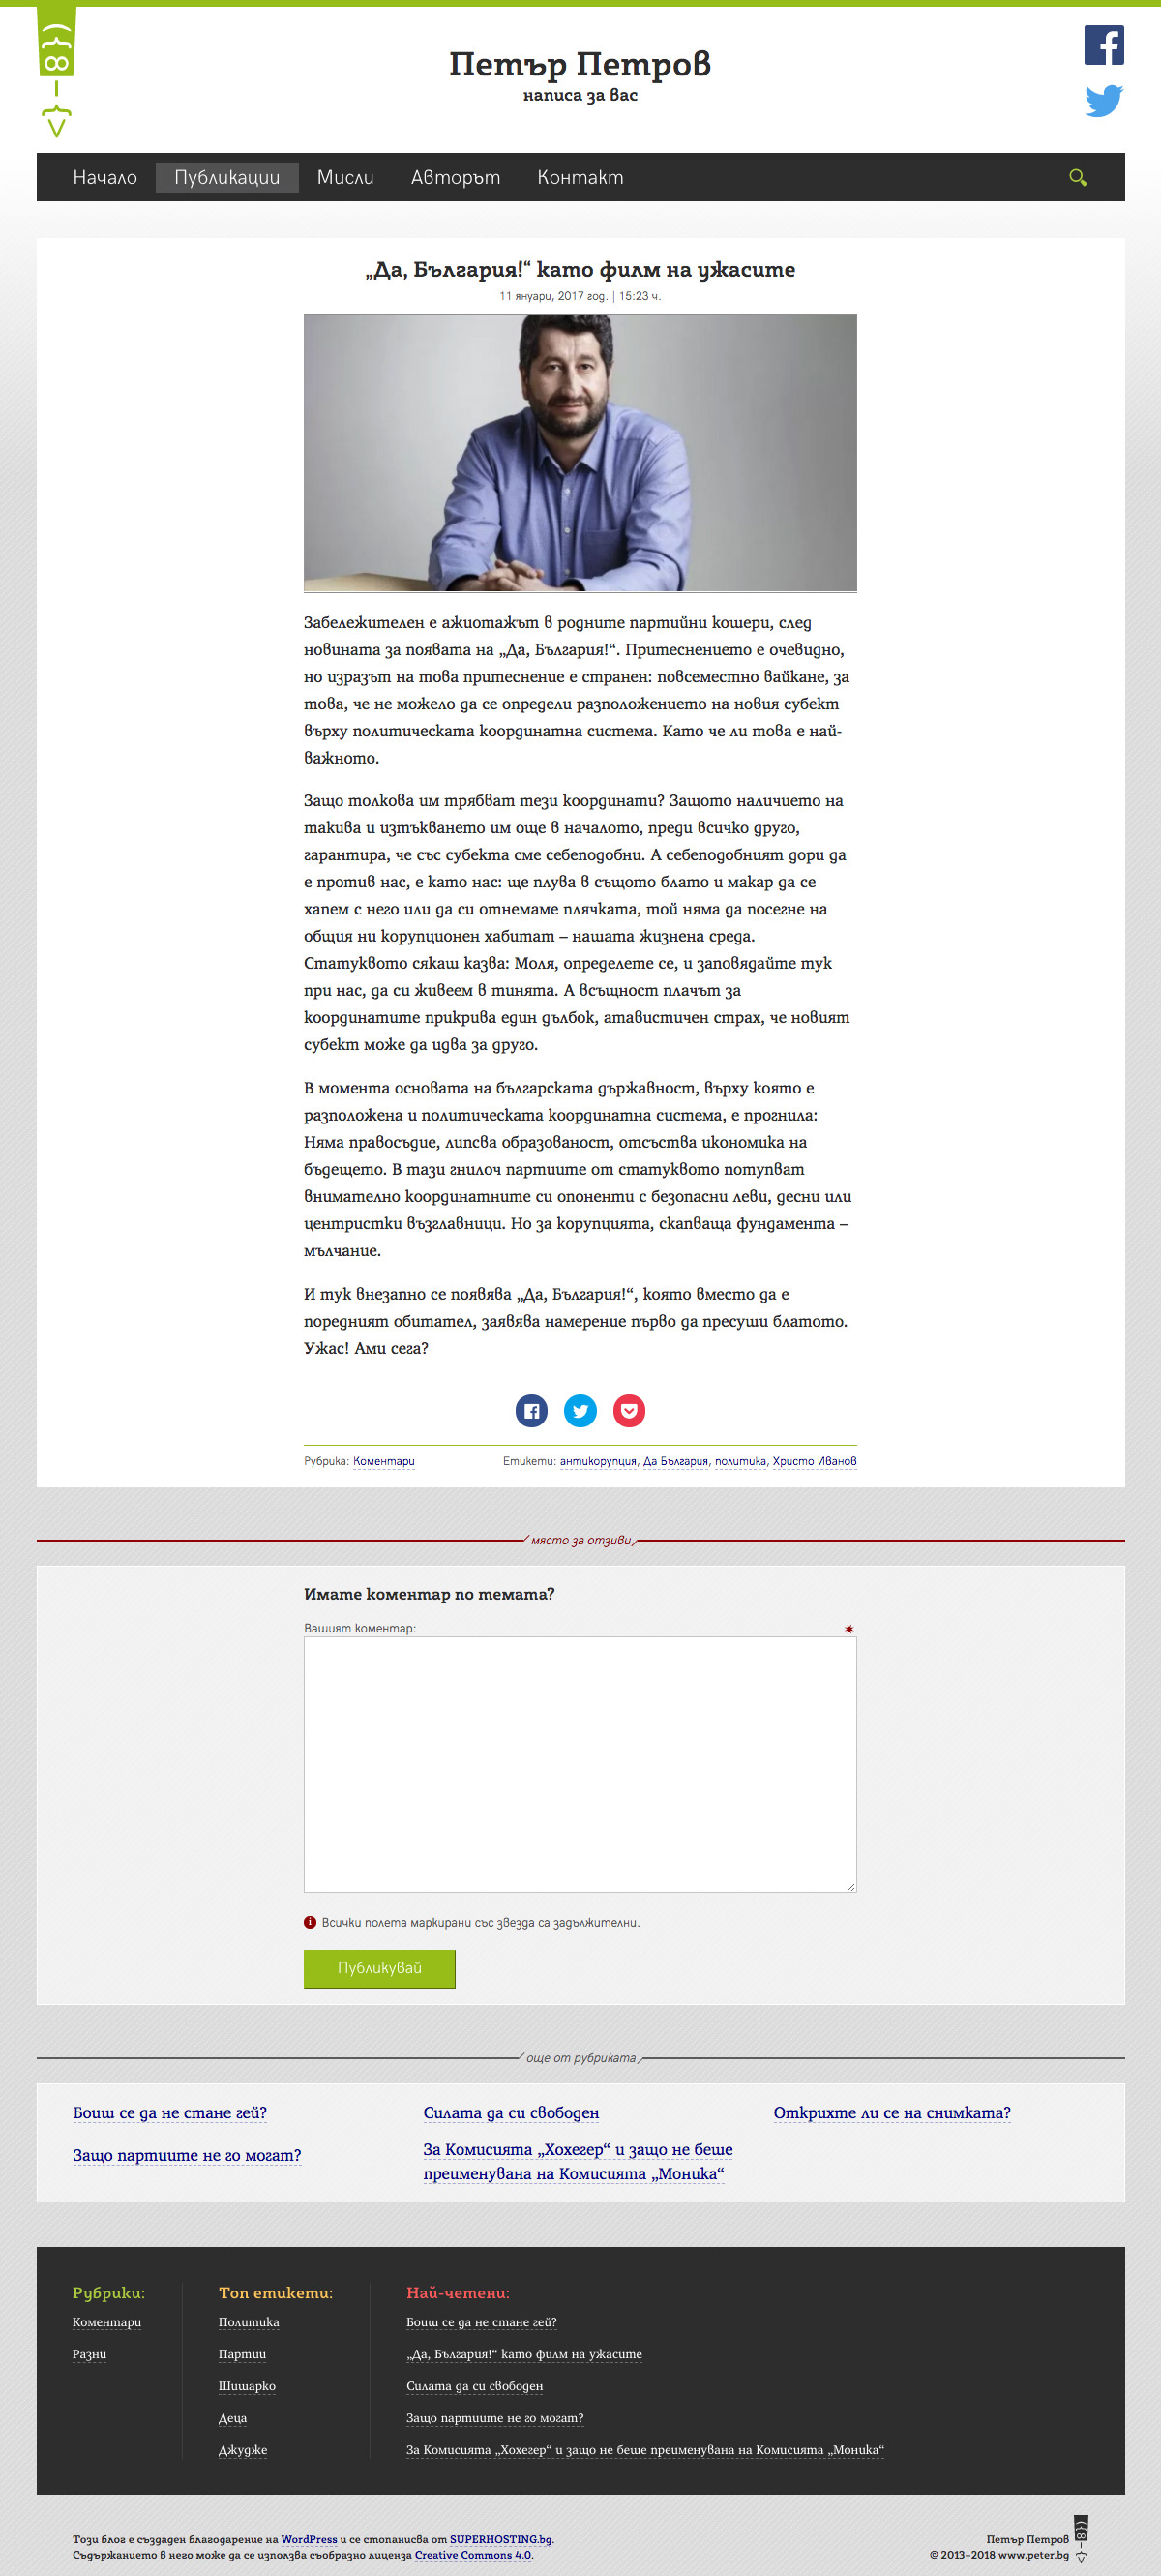 Петър Петров
написа за вас
Начало Публикации Мисли Авторът Контакт
„Да, България!“ като филм на ужасите
11 януари, 2017 год. | 15:23 ч.
Забележителен е ажиотажът в родните партийни кошери, след
новината за появата на „Да, България!“. Притеснението е очевидно,
но изразът на това притеснение е странен: повсеместно вайкане, за
това, че не можело да се определи разположението на новия субект
върху политическата координатна система. Като че ли това е най-
важното.
Защо толкова им трябват тези координати? Защото наличието на
такива и изтъкването им още в началото, преди всичко друго,
гарантира, че със субекта сме себеподобни. А себеподобният дори да
е против нас, е като нас: ще плува в същото блато и макар да се
хапем с него или да си отнемаме плячката, той няма да посегне на
общия ни корупционен хабитат – нашата жизнена среда.
Статуквото сякаш казва: Моля, определете се, и заповядайте тук
при нас, да си живеем в тинята. А всъщност плачът за
координатите прикрива един дълбок, атавистичен страх, че новият
субект може да идва за друго.
В момента основата на българската държавност, върху която е
разположена и политическата координатна система, е прогнила:
Няма правосъдие, липсва образованост, отсъства икономика на
бъдещето. В тази гнилоч партиите от статуквото потупват
внимателно координатните си опоненти с безопасни леви, десни или
центристки възглавници. Но за корупцията, скапваща фундамента –
мълчание.
И тук внезапно се появява „Да, България!“, която вместо да е
поредният обитател, заявява намерение първо да пресуши блатото.
Ужас! Ами сега?
Рубрика: Коментари Етикети: антикорупция, Да България, политика, Христо Иванов
място за отзиви
Имате коментар по темата?
Вашият коментар:
Всички полета маркирани със звезда са задължителни.
Публикувай
още от рубриката
Боиш се да не стане гей? Силата да си свободен Открихте ли се на снимката?
Защо партиите не го могат? За Комисията „Хохегер“ и защо не беше
преименувана на Комисията „Моника“
Рубрики: Топ етикети: Най-четени:
Коментари Политика Боиш се да не стане гей?
Разни Партии „Да, България!“ като филм на ужасите
Шишарко Силата да си свободен
Деца Защо партиите не го могат?
Джудже За Комисията „Хохегер“ и защо не беше преименувана на Комисията „Моника“
Този блог е създаден благодарение на WordPress и се стопанисва от SUPERHOSTING.bg. Петър Петров
Съдържанието в него може да се използва съобразно лиценза Creative Commons 4.0. © 2013–2018 www.peter.bg